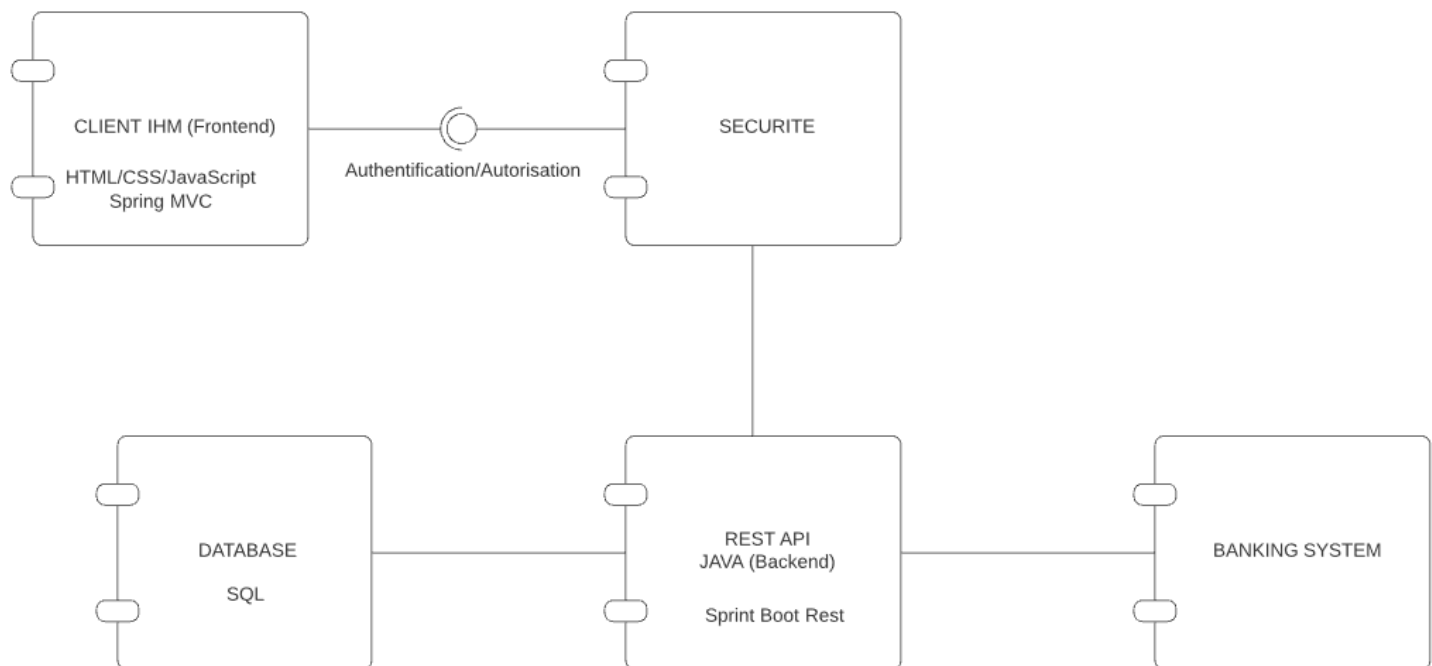 CLIENT IHM (Frontend)
HTML/CSS/JavaScript
Spring MVC
Authentification/Autorisation
SECURITE
DATABASE
SQL
REST API
JAVA (Backend)
Sprint Boot Rest
BANKING SYSTEM